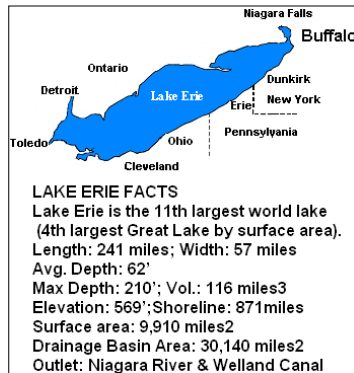 Niagara Falls
Buffalo
Ontario
Dunkirk
Detroit
Lake Erie
Erie
New York
Ohio
Pennsylvania
Toledo
Cleveland
LAKE ERIE FACTS
Lake Erie is the 11th largest world lake
(4th largest Great Lake by surface area).
Length: 241 miles; Width: 57 miles
Avg. Depth: 62'
Max Depth: 210'; Vol.: 116 miles3
Elevation: 569';Shoreline: 871miles
Surface area: 9,910 miles2
Drainage Basin Area: 30,140 miles2
Outlet: Niagara River & Welland Canal